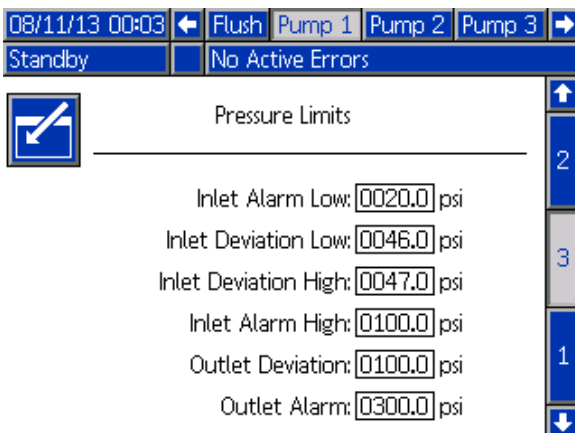 08/11/13 00:03 Flush Pump 1 Pump 2 Pump 3
Standby No Active Errors
Pressure Limits
2
Inlet Alarm Low: 0020.0 psi
Inlet Deviation Low: 0046.0 psi
3
Inlet Deviation High: 0047.0 psi
Inlet Alarm High: 0100.0 psi
1
Outlet Deviation: 0100.0 psi
Outlet Alarm: 0300.0 psi